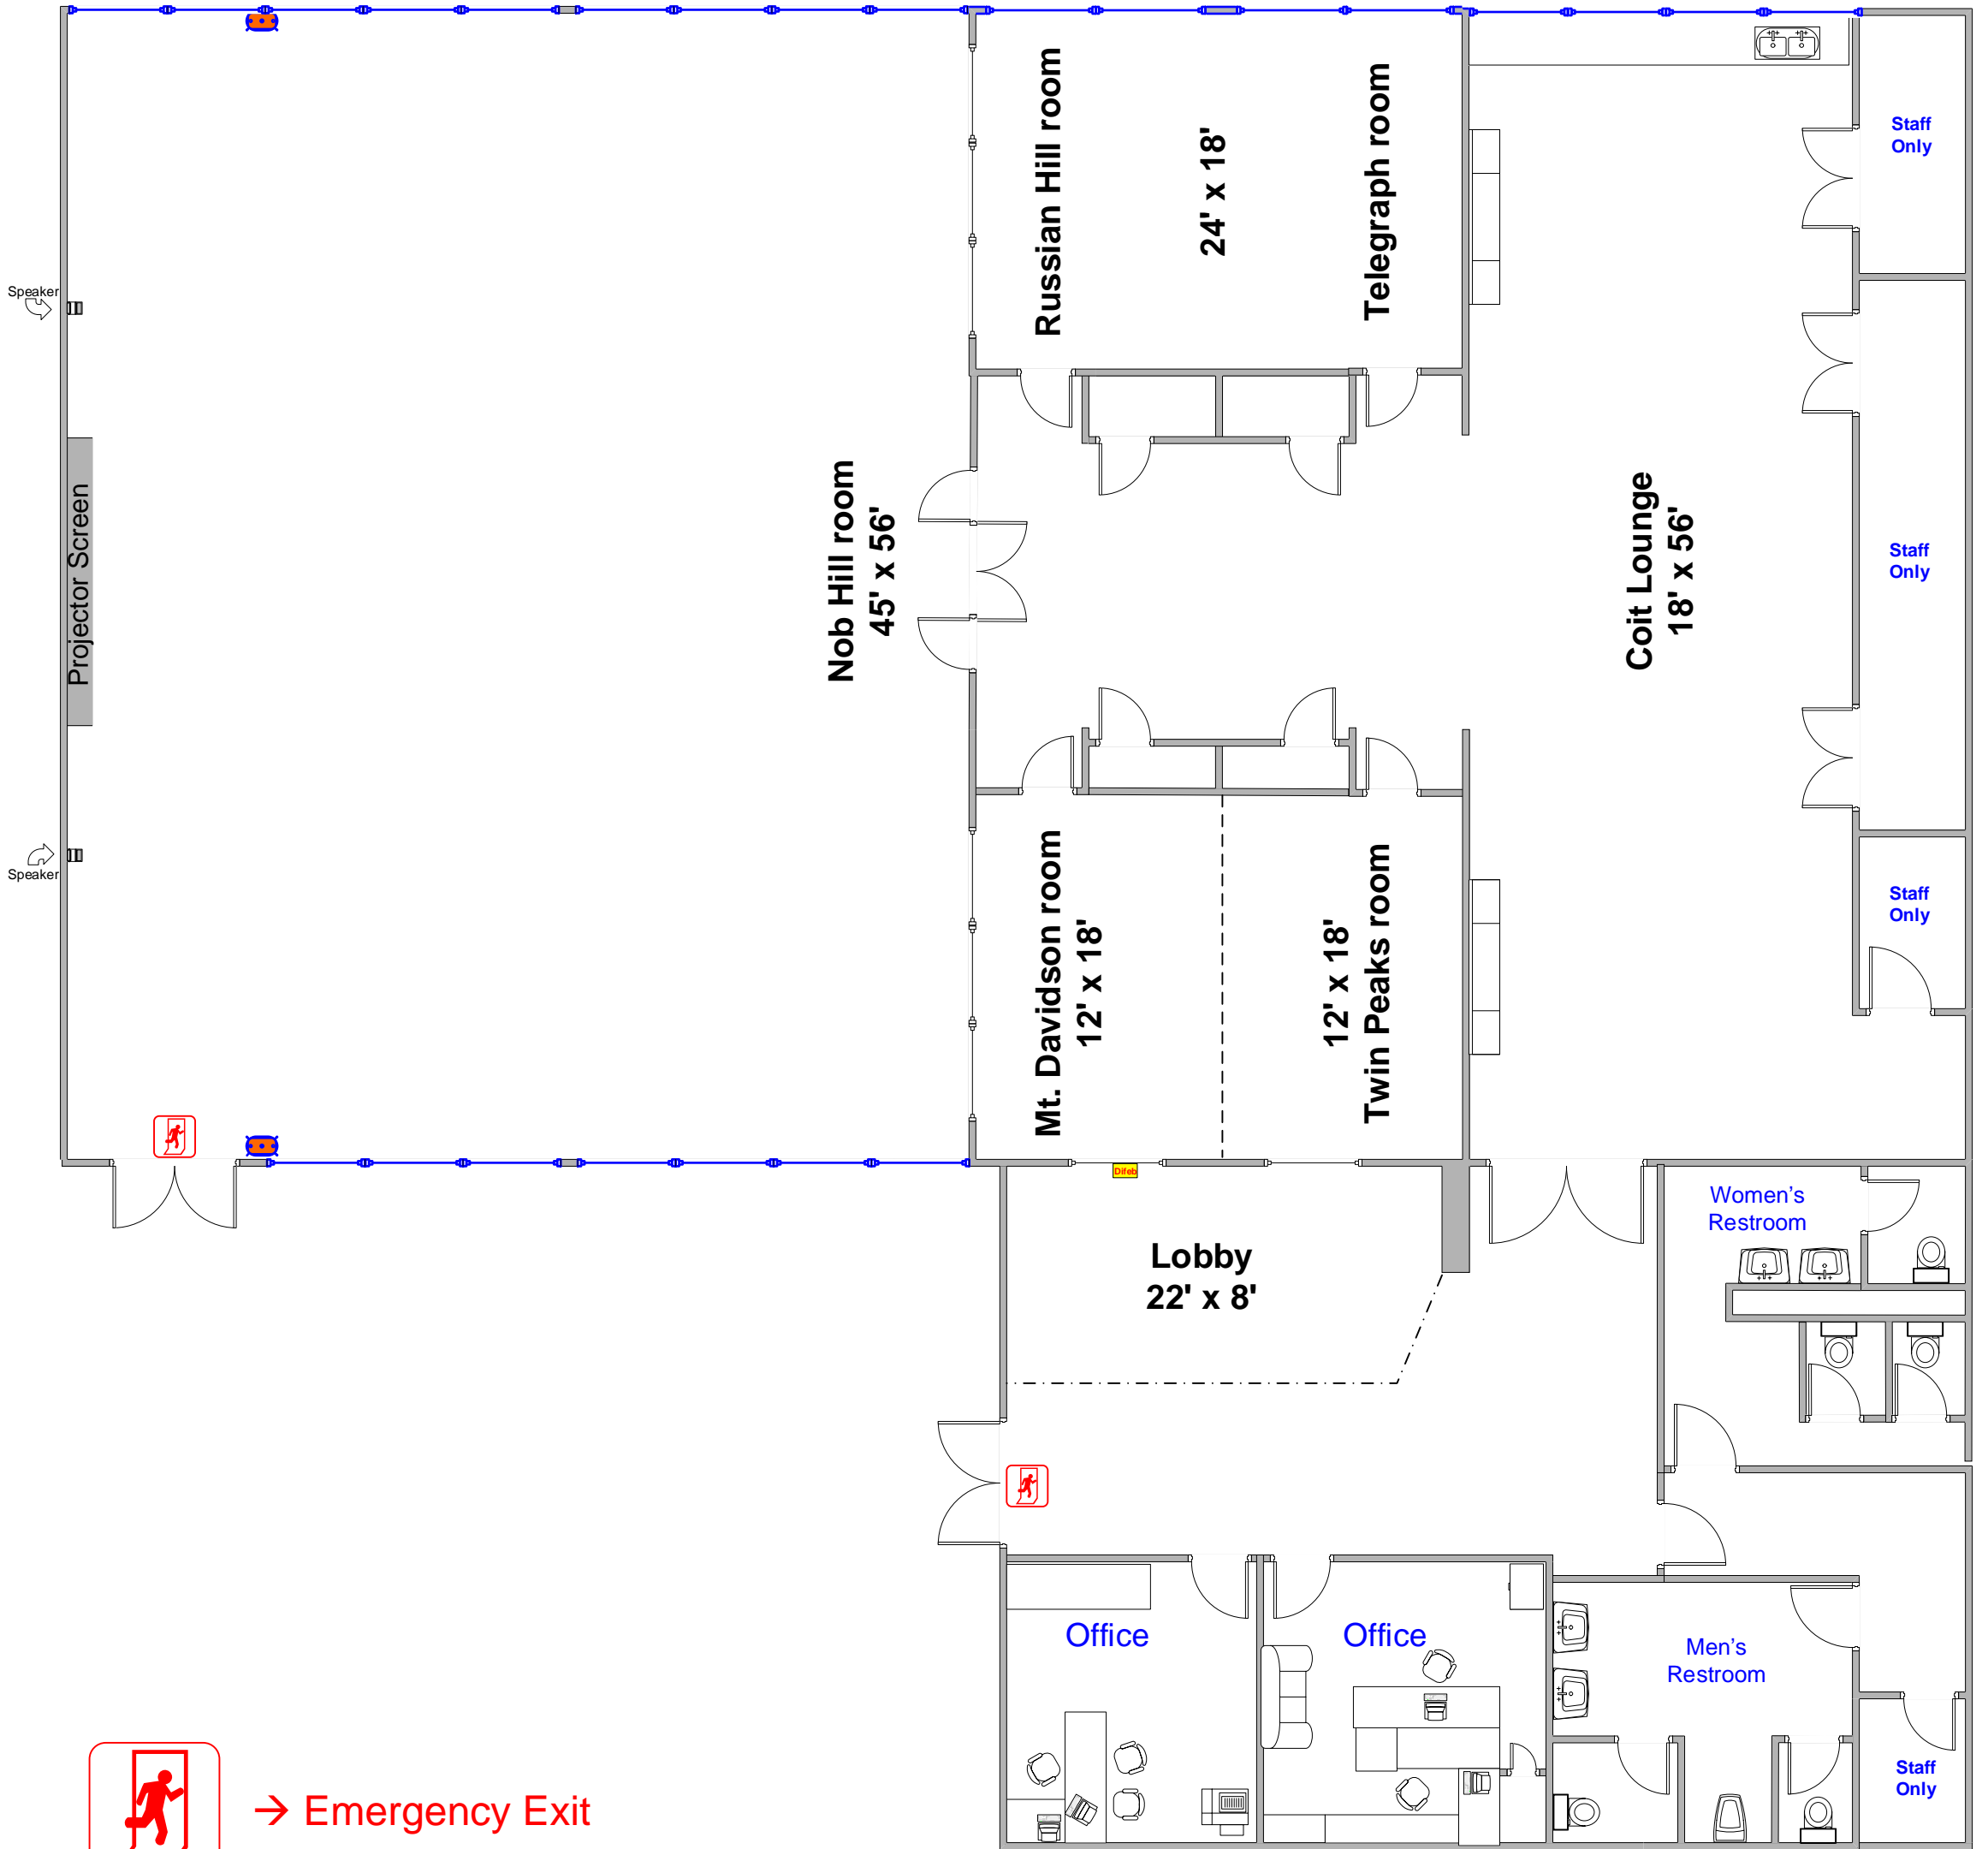 Russian Hill room
24' x 18'
Telegraph room
Staff
Only
Speaker
Projector Screen
Nob Hill room
45' x 56'
Coit Lounge
18' x 56'
Staff
Only
Speaker
Mt. Davidson room
12' x 18'
12' x 18'
Twin Peaks room
Staff
Only
Difeb
Women's
Restroom
Lobby
22' x 8'
Office
Office
Men's
Restroom
Staff
Only
→ Emergency Exit